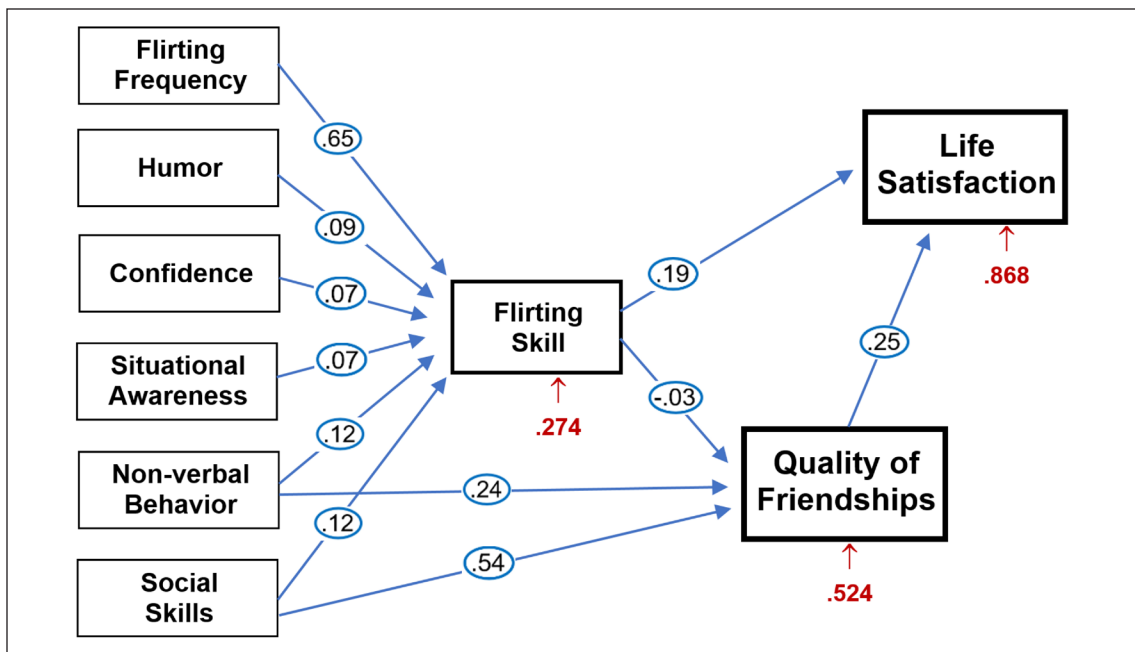 Flirting
Frequency
.65
Humor
.09
Confidence
.07
Situational
Awareness
.07
Non-verbal
Behavior
.12
.24
Social
Skills
.12
.54
Flirting
Skill
.274
.19
-.03
Life
Satisfaction
.868
.25
Quality of
Friendships
.524